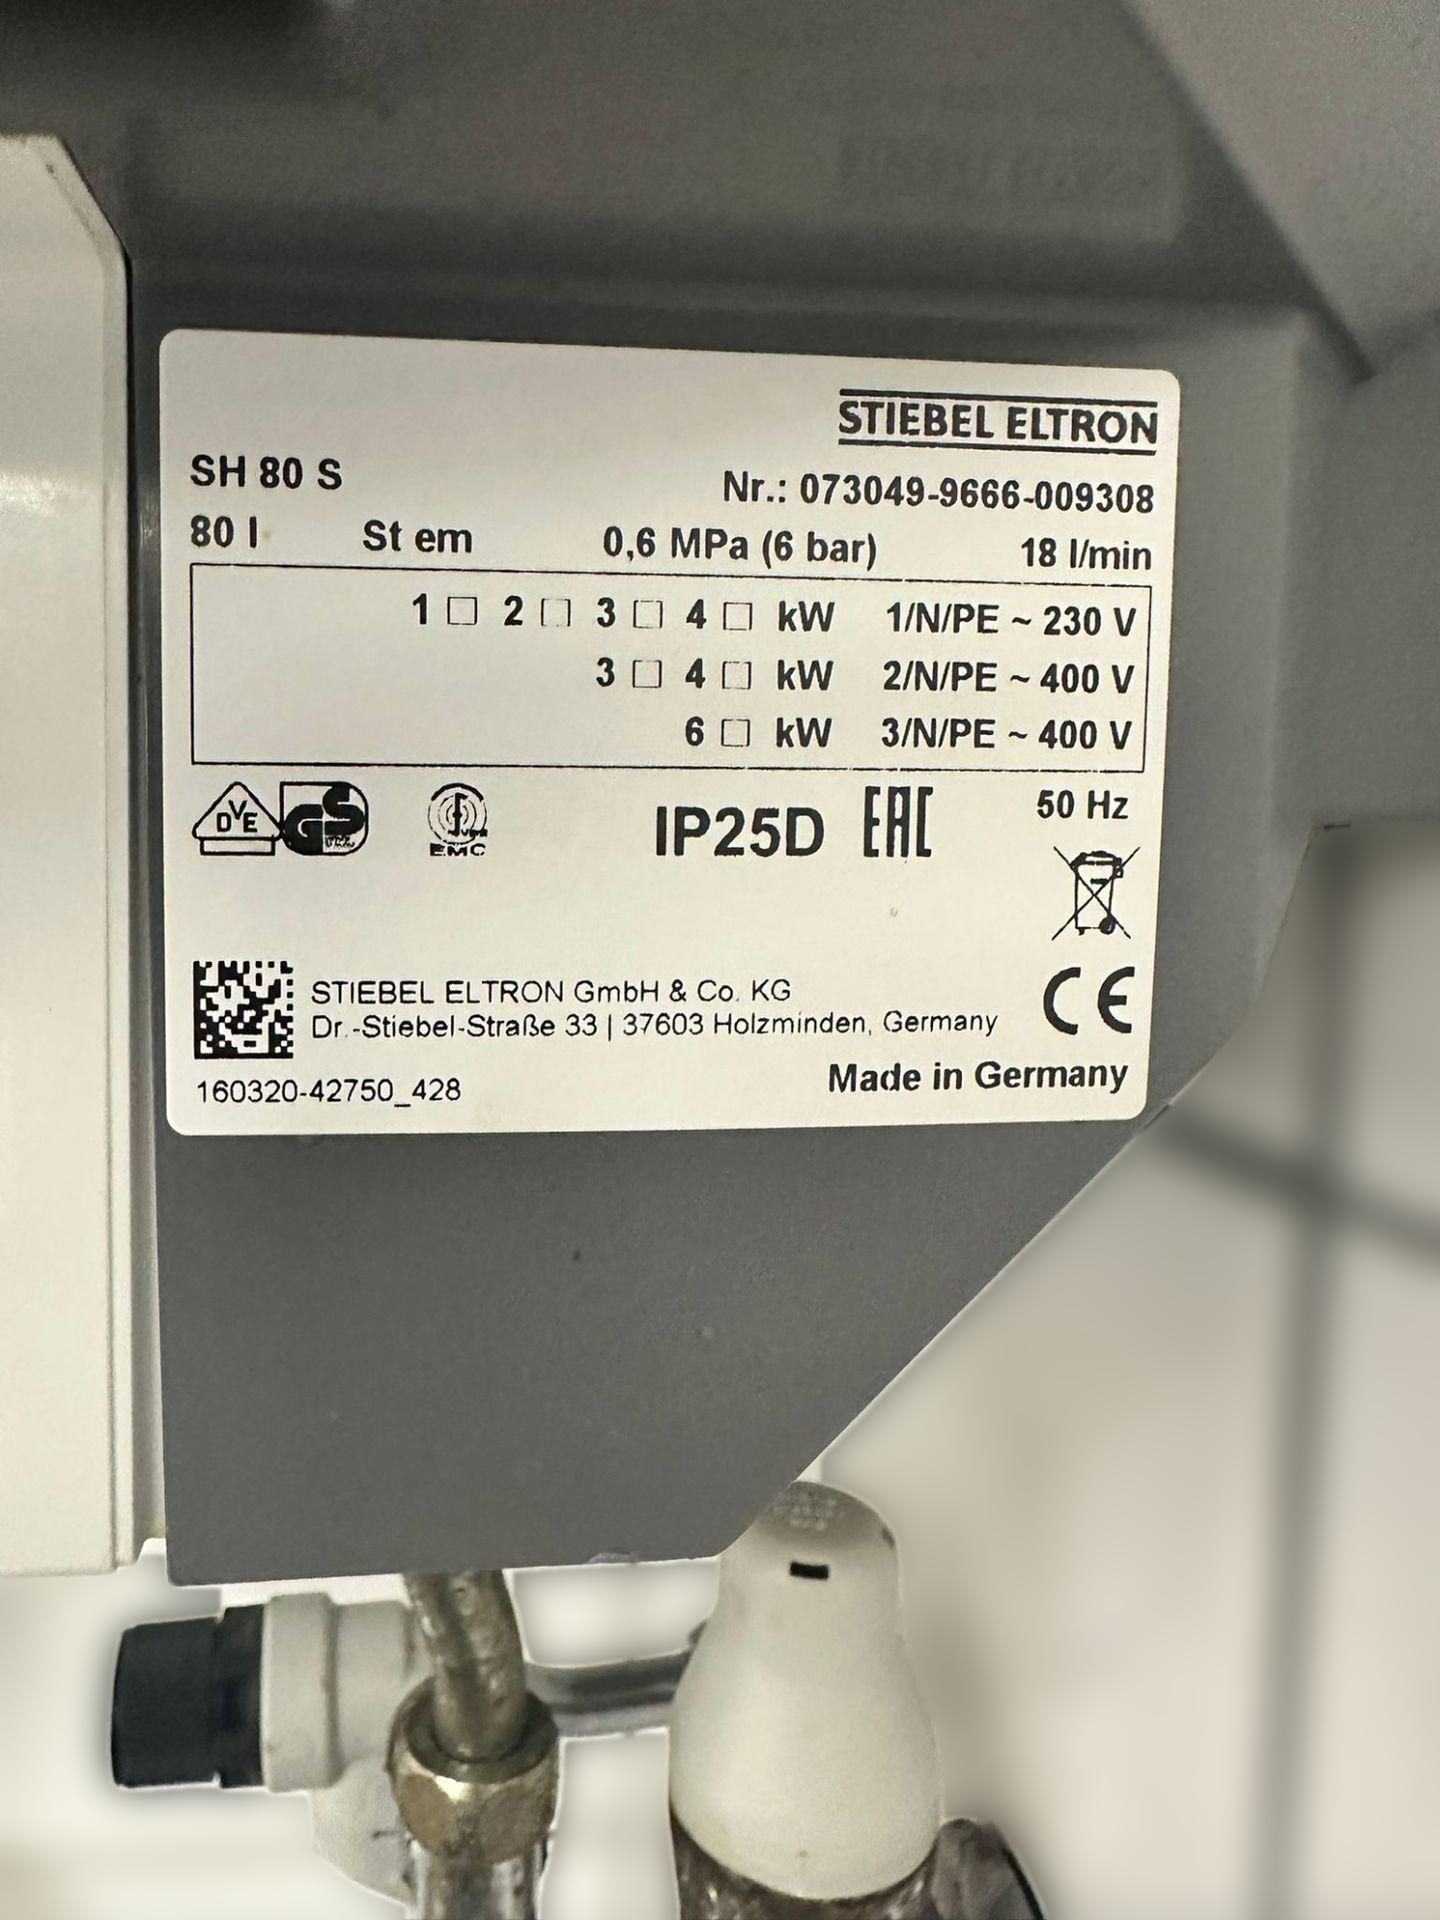 STIEBEL ELTRON
SH 80 S Nr.: 073049-9666-009308
80 l St em 0,6 MPa (6 bar) 18 l/min
1 □ 2 □ 3 □ 4 □ kW 1/N/PE ~ 230 V
3 □ 4 □ kW 2/N/PE ~ 400 V
6 □ kW 3/N/PE ~ 400 V
DVE GS EMC IP25D EAC 50 Hz
CE
STIEBEL ELTRON GmbH & Co. KG
Dr.-Stiebel-Straße 33 | 37603 Holzminden, Germany
160320-42750_428 Made in Germany